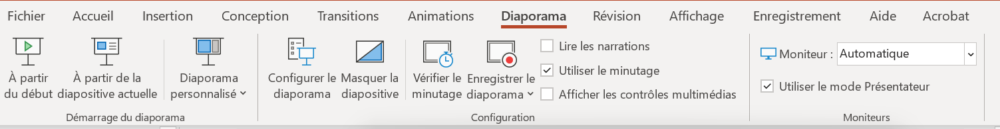 Fichier Accueil Insertion Conception Transitions Animations Diaporama Révision Affichage Enregistrement Aide Acrobat
À partir
du début
À partir de la
diapositive actuelle
Diaporama
personnalisé
Configurer le
diaporama
Masquer la
diapositive
Vérifier le
minutage
Enregistrer le
diaporama
Lire les narrations
Utiliser le minutage
Afficher les contrôles multimédias
Moniteur : Automatique
Utiliser le mode Présentateur
Démarrage du diaporama
Configuration
Moniteurs